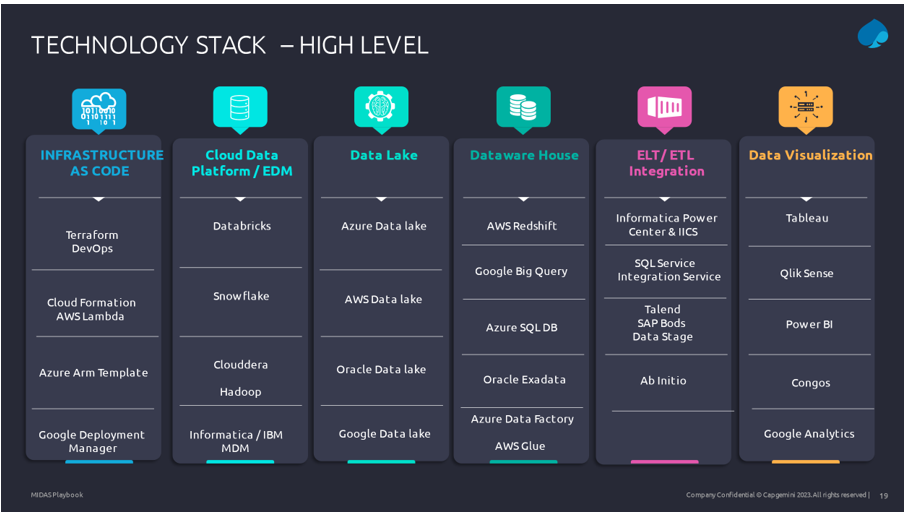 TECHNOLOGY STACK – HIGH LEVEL
INFRASTRUCTURE
AS CODE
Terraform
DevOps
Cloud Formation
AWS Lambda
Azure Arm Template
Google Deployment
Manager
Cloud Data
Platform / EDM
Databricks
Snowflake
Clouddera
Hadoop
Informatica / IBM
MDM
Data Lake
Azure Data lake
AWS Data lake
Oracle Data lake
Google Data lake
Dataware House
AWS Redshift
Google Big Query
Azure SQL DB
Oracle Exadata
Azure Data Factory
AWS Glue
ELT/ ETL
Integration
Informatica Power
Center & IICS
SQL Service
Integration Service
Talend
SAP Bods
Data Stage
Ab Initio
Data Visualization
Tableau
Qlik Sense
Power BI
Congos
Google Analytics
MIDAS Playbook
Company Confidential © Capgemini 2023. All rights reserved |
19